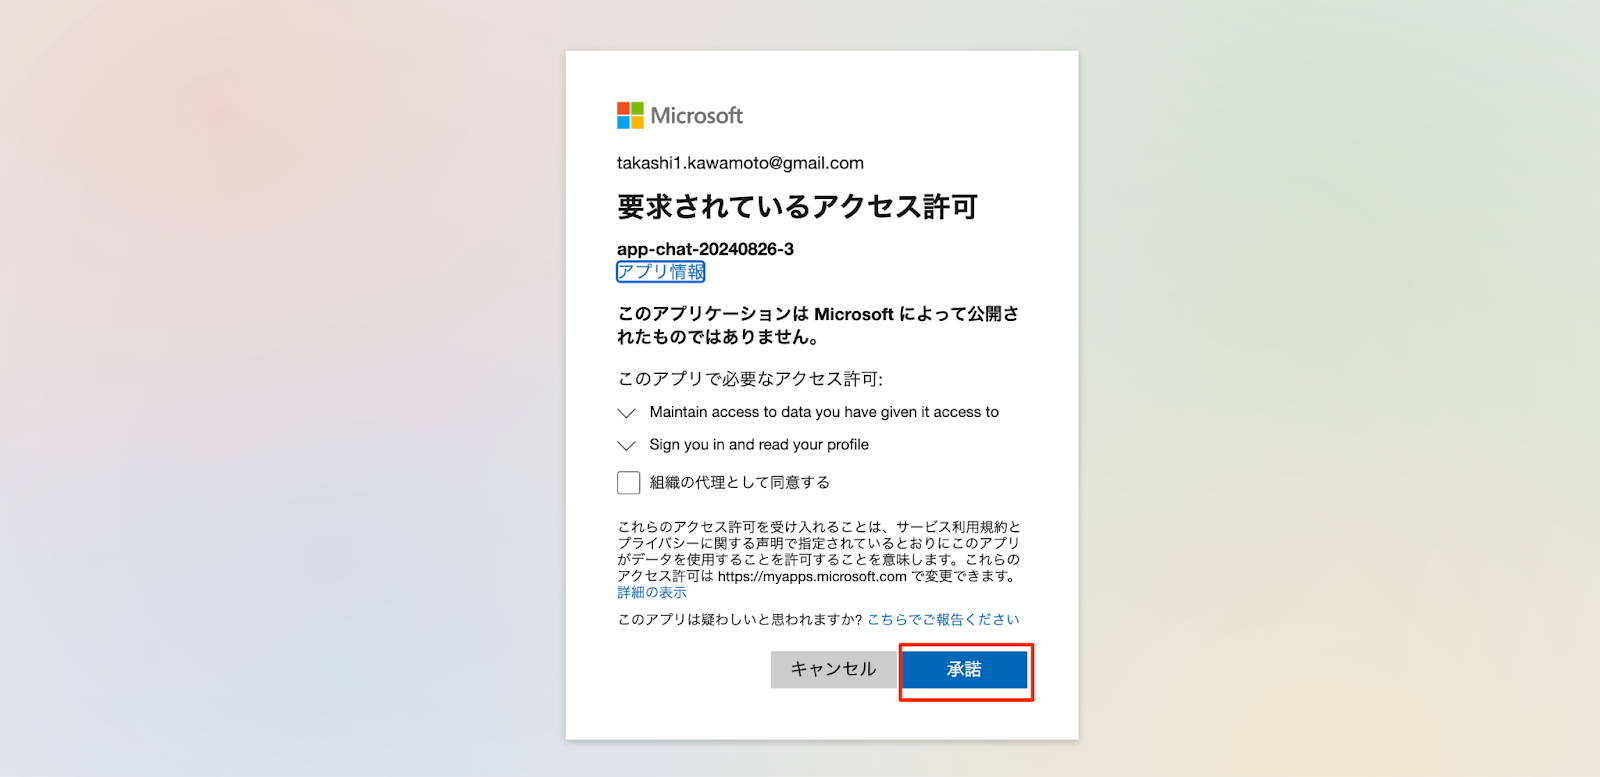 Microsoft
takashi1.kawamoto@gmail.com
要求されているアクセス許可
app-chat-20240826-3
アプリ情報
このアプリケーションは Microsoft によって公開さ
れたものではありません。
このアプリで必要なアクセス許可:
Maintain access to data you have given it access to
Sign you in and read your profile
組織の代理として同意する
これらのアクセス許可を受け入れることは、サービス利用規約と
プライバシーに関する声明で指定されているとおりにこのアプリ
がデータを使用することを許可することを意味します。これらの
アクセス許可は https://myapps.microsoft.com で変更できます。
詳細の表示
このアプリは疑わしいと思われますか? こちらでご報告ください
キャンセル 承諾